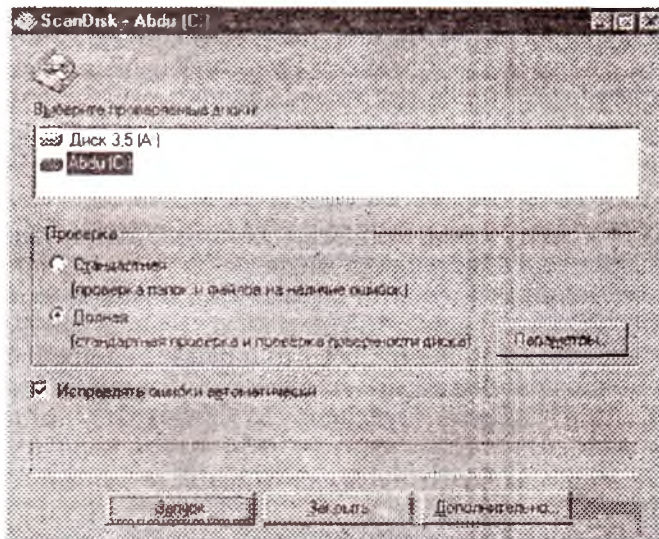 ScanDisk - Abdu (C:)
Выберите проверяемые диски:
Диск 3,5 (A:)
Abdu (C:)
Проверка
Стандартная
(проверка папок и файлов на наличие ошибок)
Полная
(стандартная проверка и проверка поверхности диска)
Параметры...
Исправлять ошибки автоматически
Запуск
Закрыть
Дополнительно...